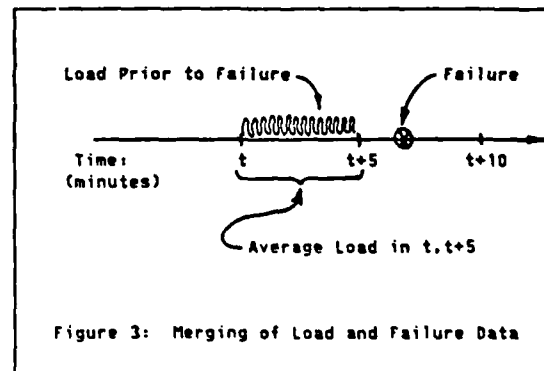 Load Prior to Failure Failure
Time: t t+5 t+10
(minutes)
Average Load in t,t+5
Figure 3: Merging of Load and Failure Data